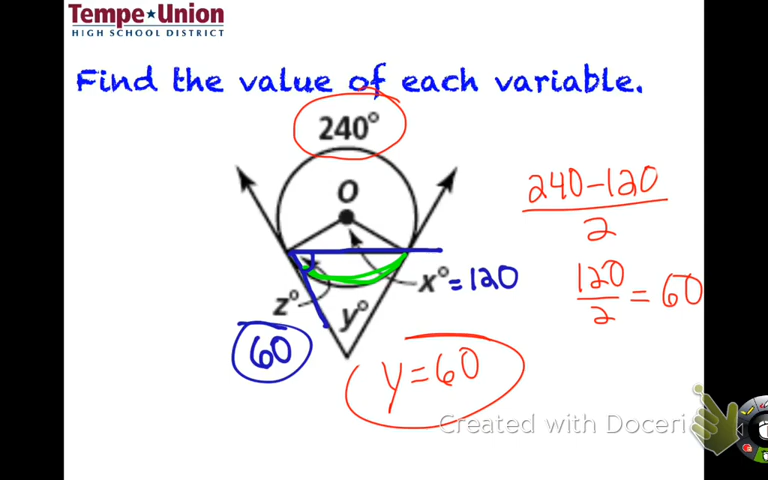 Tempe★Union
HIGH SCHOOL DISTRICT
Find the value of each variable.
240°
O
240-120
2
x° = 120
120
2
= 60
z°
y°
60
y=60
Created with Doceri